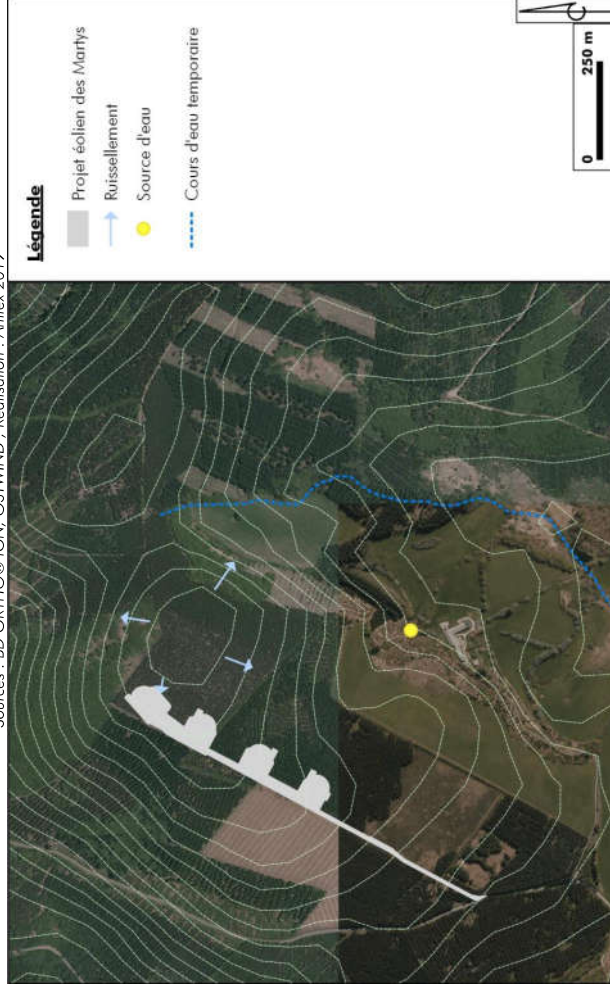 Légende
Projet éolien des Martys
Ruissellement
Source d'eau
Cours d'eau temporaire
0 250 m